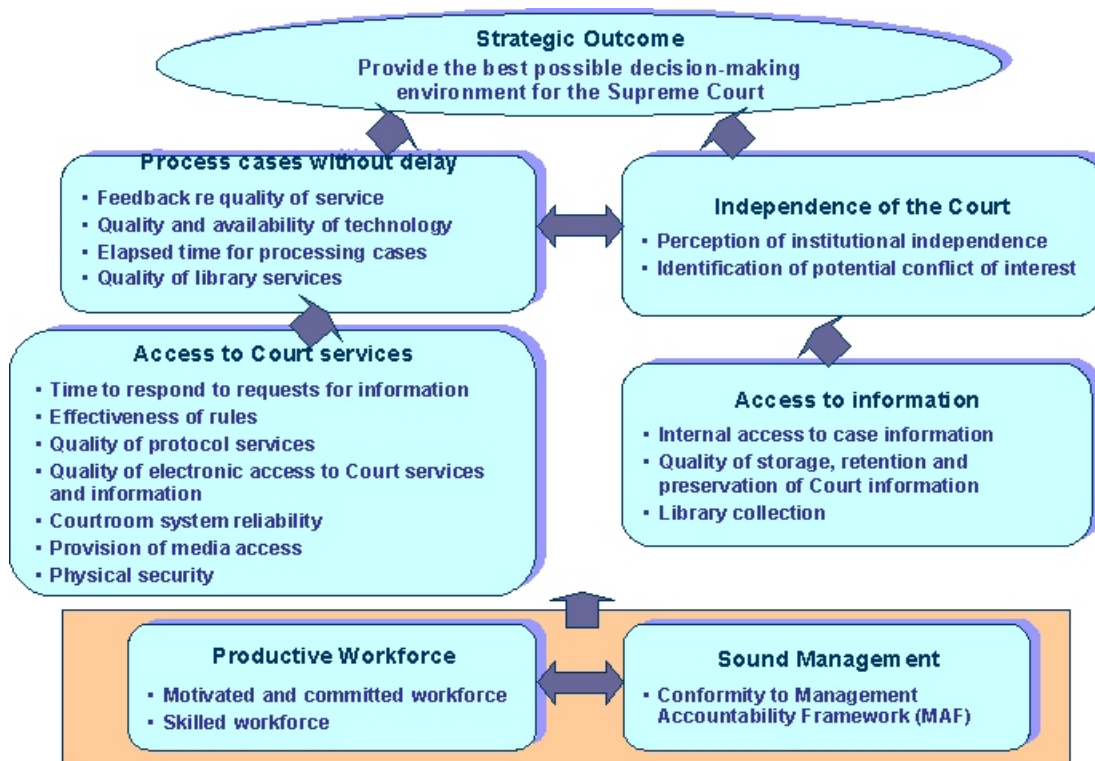 Strategic Outcome
Provide the best possible decision-making
environment for the Supreme Court
Process cases without delay
▪ Feedback re quality of service
▪ Quality and availability of technology
▪ Elapsed time for processing cases
▪ Quality of library services
Independence of the Court
▪ Perception of institutional independence
▪ Identification of potential conflict of interest
Access to Court services
▪ Time to respond to requests for information
▪ Effectiveness of rules
▪ Quality of protocol services
▪ Quality of electronic access to Court services
and information
▪ Courtroom system reliability
▪ Provision of media access
▪ Physical security
Access to information
▪ Internal access to case information
▪ Quality of storage, retention and
preservation of Court information
▪ Library collection
Productive Workforce
▪ Motivated and committed workforce
▪ Skilled workforce
Sound Management
▪ Conformity to Management
Accountability Framework (MAF)